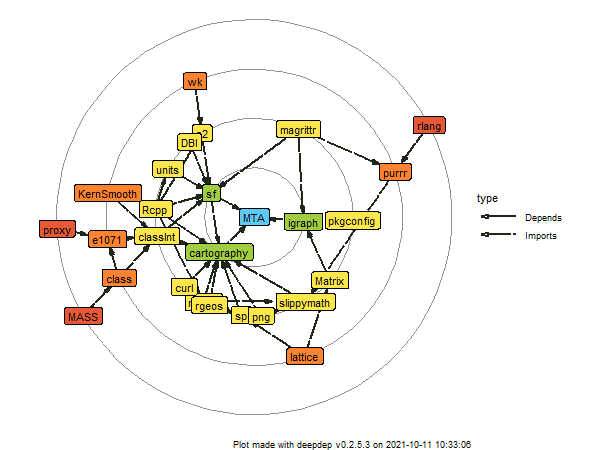 wk
rlang
magrittr
s2
DBI
units
purrr
KernSmooth
sf
Rcpp
MTA
igraph
pkgconfig
type
Depends
Imports
proxy
e1071
classInt
cartography
class
curl
Matrix
rgeos
slippymath
MASS
sp
png
lattice
Plot made with deepdep v0.2.5.3 on 2021-10-11 10:33:06